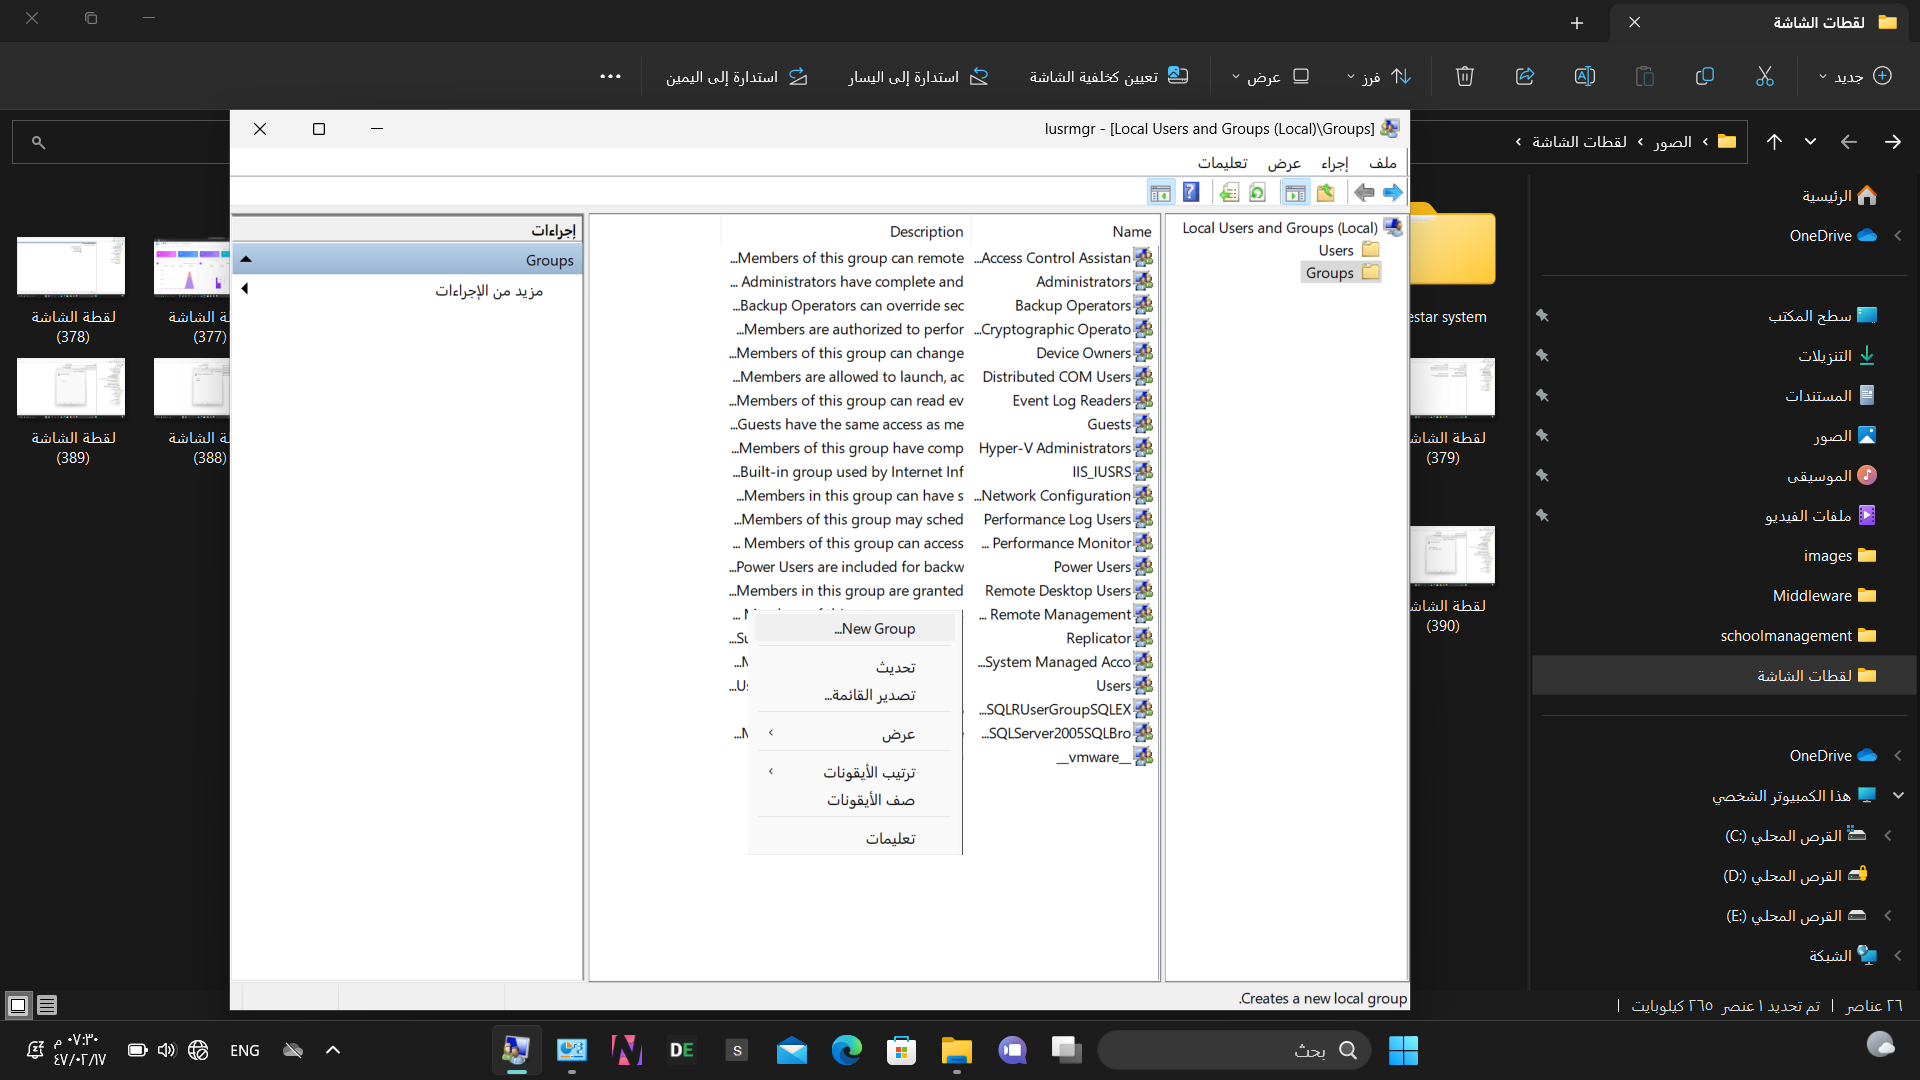 لقطات الشاشة
جديد
فرز
عرض
تعيين كخلفية الشاشة
استدارة إلى اليسار
استدارة إلى اليمين
الصور
لقطات الشاشة
lusrmgr - [Local Users and Groups (Local)\Groups]
ملف
إجراء
عرض
تعليمات
Local Users and Groups (Local)
Users
Groups
Name
Description
Access Control Assistan...
Members of this group can remote...
Administrators
Administrators have complete and ...
Backup Operators
Backup Operators can override sec...
Cryptographic Operato...
Members are authorized to perfor...
Device Owners
Members of this group can change...
Distributed COM Users
Members are allowed to launch, ac...
Event Log Readers
Members of this group can read ev...
Guests
Guests have the same access as me...
Hyper-V Administrators
Members of this group have comp...
IIS_IUSRS
Built-in group used by Internet Inf...
Network Configuration...
Members in this group can have s...
Performance Log Users
Members of this group may sched...
Performance Monitor ...
Members of this group can access ...
Power Users
Power Users are included for backw...
Remote Desktop Users
Members in this group are granted...
Remote Management ...
Replicator
System Managed Acco...
Users
SQLRUserGroupSQLEX...
SQLServer2005SQLBro...
__vmware__
New Group...
تحديث
تصدير القائمة...
عرض
ترتيب الأيقونات
صف الأيقونات
تعليمات
إجراءات
Groups
مزيد من الإجراءات
Creates a new local group.
الرئيسية
OneDrive
سطح المكتب
التنزيلات
المستندات
الصور
الموسيقى
ملفات الفيديو
images
Middleware
schoolmanagement
لقطات الشاشة
OneDrive
هذا الكمبيوتر الشخصي
القرص المحلي (C:)
القرص المحلي (D:)
القرص المحلي (E:)
الشبكة
estar system
(377)
لقطة الشاشة (378)
(379)
(388)
لقطة الشاشة (389)
(390)
٢٦ عناصر
تم تحديد ١ عنصر
٢٦٥ كيلوبايت
بحث
S
DE
N
ENG
٠٧:٣٠ م
٤٧/٠٢/١٧